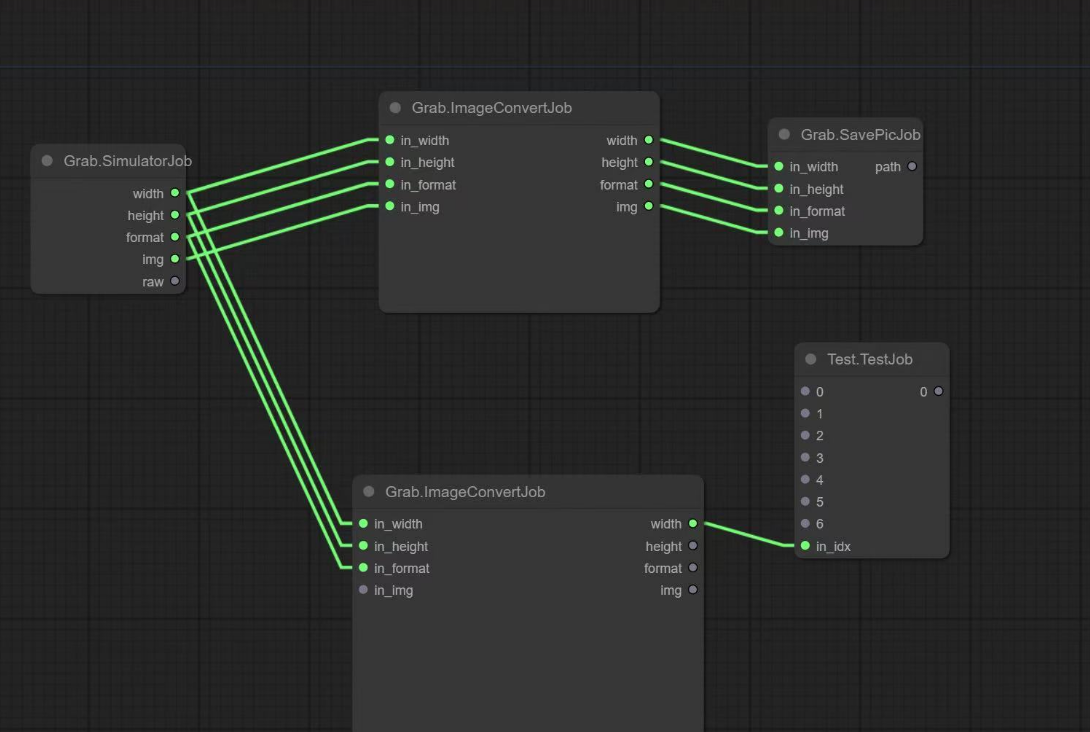 Grab.SimulatorJob
width
height
format
img
raw
Grab.ImageConvertJob
in_width width
in_height height
in_format format
in_img img
Grab.SavePicJob
in_width path
in_height
in_format
in_img
Test.TestJob
0 0
1
2
3
4
5
6
in_idx
Grab.ImageConvertJob
in_width width
in_height height
in_format format
in_img img